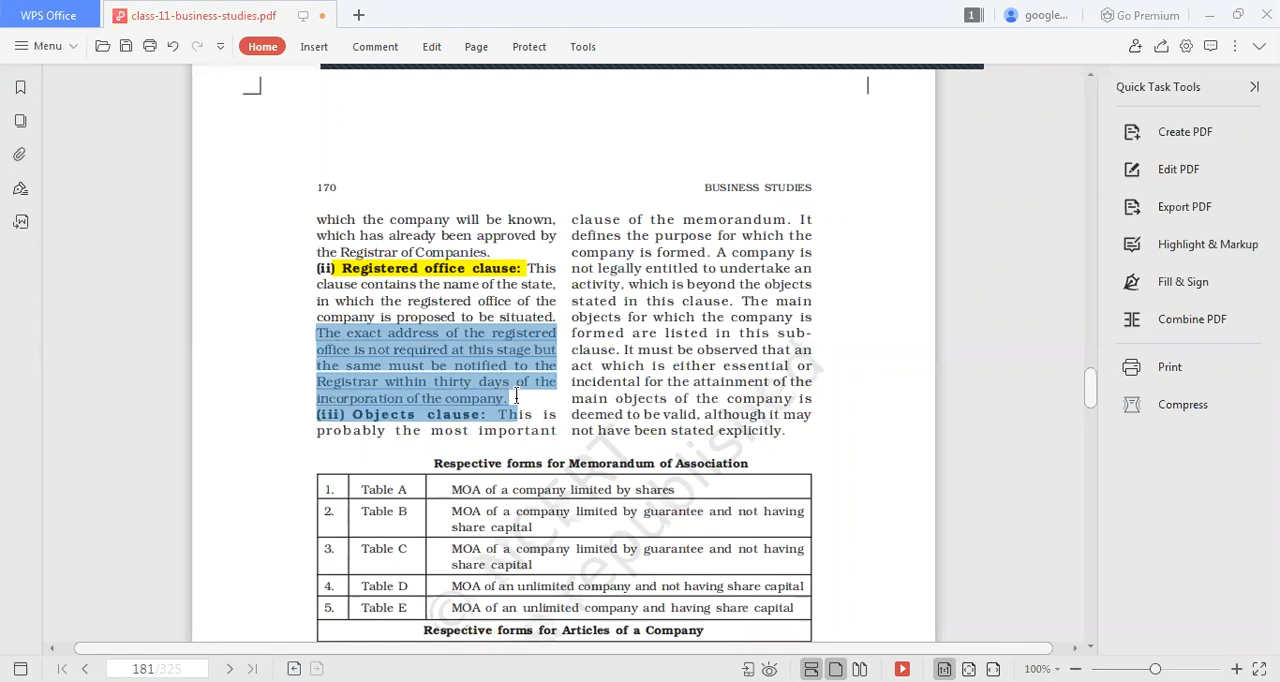 WPS Office
class-11-business-studies.pdf
1
google...
Go Premium
Menu
Home
Insert
Comment
Edit
Page
Protect
Tools
Quick Task Tools
Create PDF
Edit PDF
Export PDF
Highlight & Markup
Fill & Sign
Combine PDF
Print
Compress
170
BUSINESS STUDIES
which the company will be known,
which has already been approved by
the Registrar of Companies.
(ii) Registered office clause: This
clause contains the name of the state,
in which the registered office of the
company is proposed to be situated.
The exact address of the registered
office is not required at this stage but
the same must be notified to the
Registrar within thirty days of the
incorporation of the company.
(iii) Objects clause: This is
probably the most important
clause of the memorandum. It
defines the purpose for which the
company is formed. A company is
not legally entitled to undertake an
activity, which is beyond the objects
stated in this clause. The main
objects for which the company is
formed are listed in this sub-
clause. It must be observed that an
act which is either essential or
incidental for the attainment of the
main objects of the company is
deemed to be valid, although it may
not have been stated explicitly.
Respective forms for Memorandum of Association
1. Table A MOA of a company limited by shares
2. Table B MOA of a company limited by guarantee and not having
share capital
3. Table C MOA of a company limited by guarantee and not having
share capital
4. Table D MOA of an unlimited company and not having share capital
5. Table E MOA of an unlimited company and having share capital
Respective forms for Articles of a Company
© NCERT
republished
181/325
100%